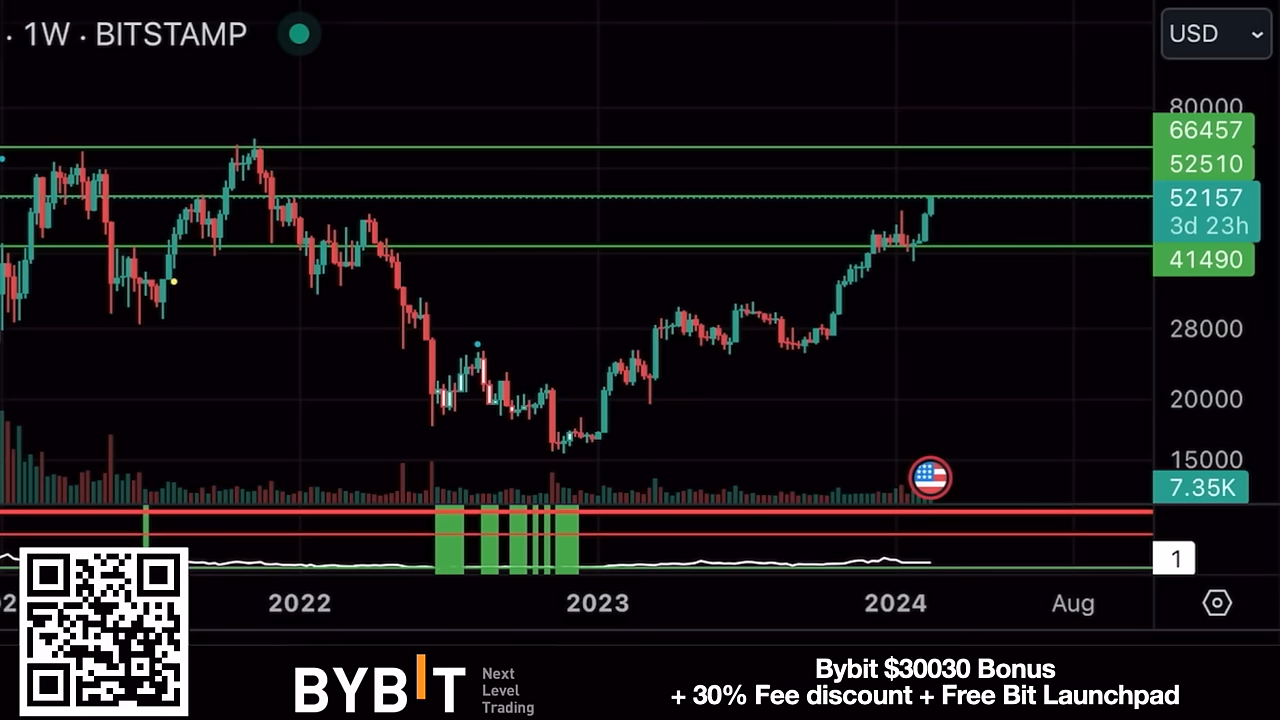 · 1W · BITSTAMP
USD
80000
66457
52510
52157
3d 23h
41490
28000
20000
15000
7.35K
1
2022
2023
2024
Aug
BYBIT
Next
Level
Trading
Bybit $30030 Bonus
+ 30% Fee discount + Free Bit Launchpad